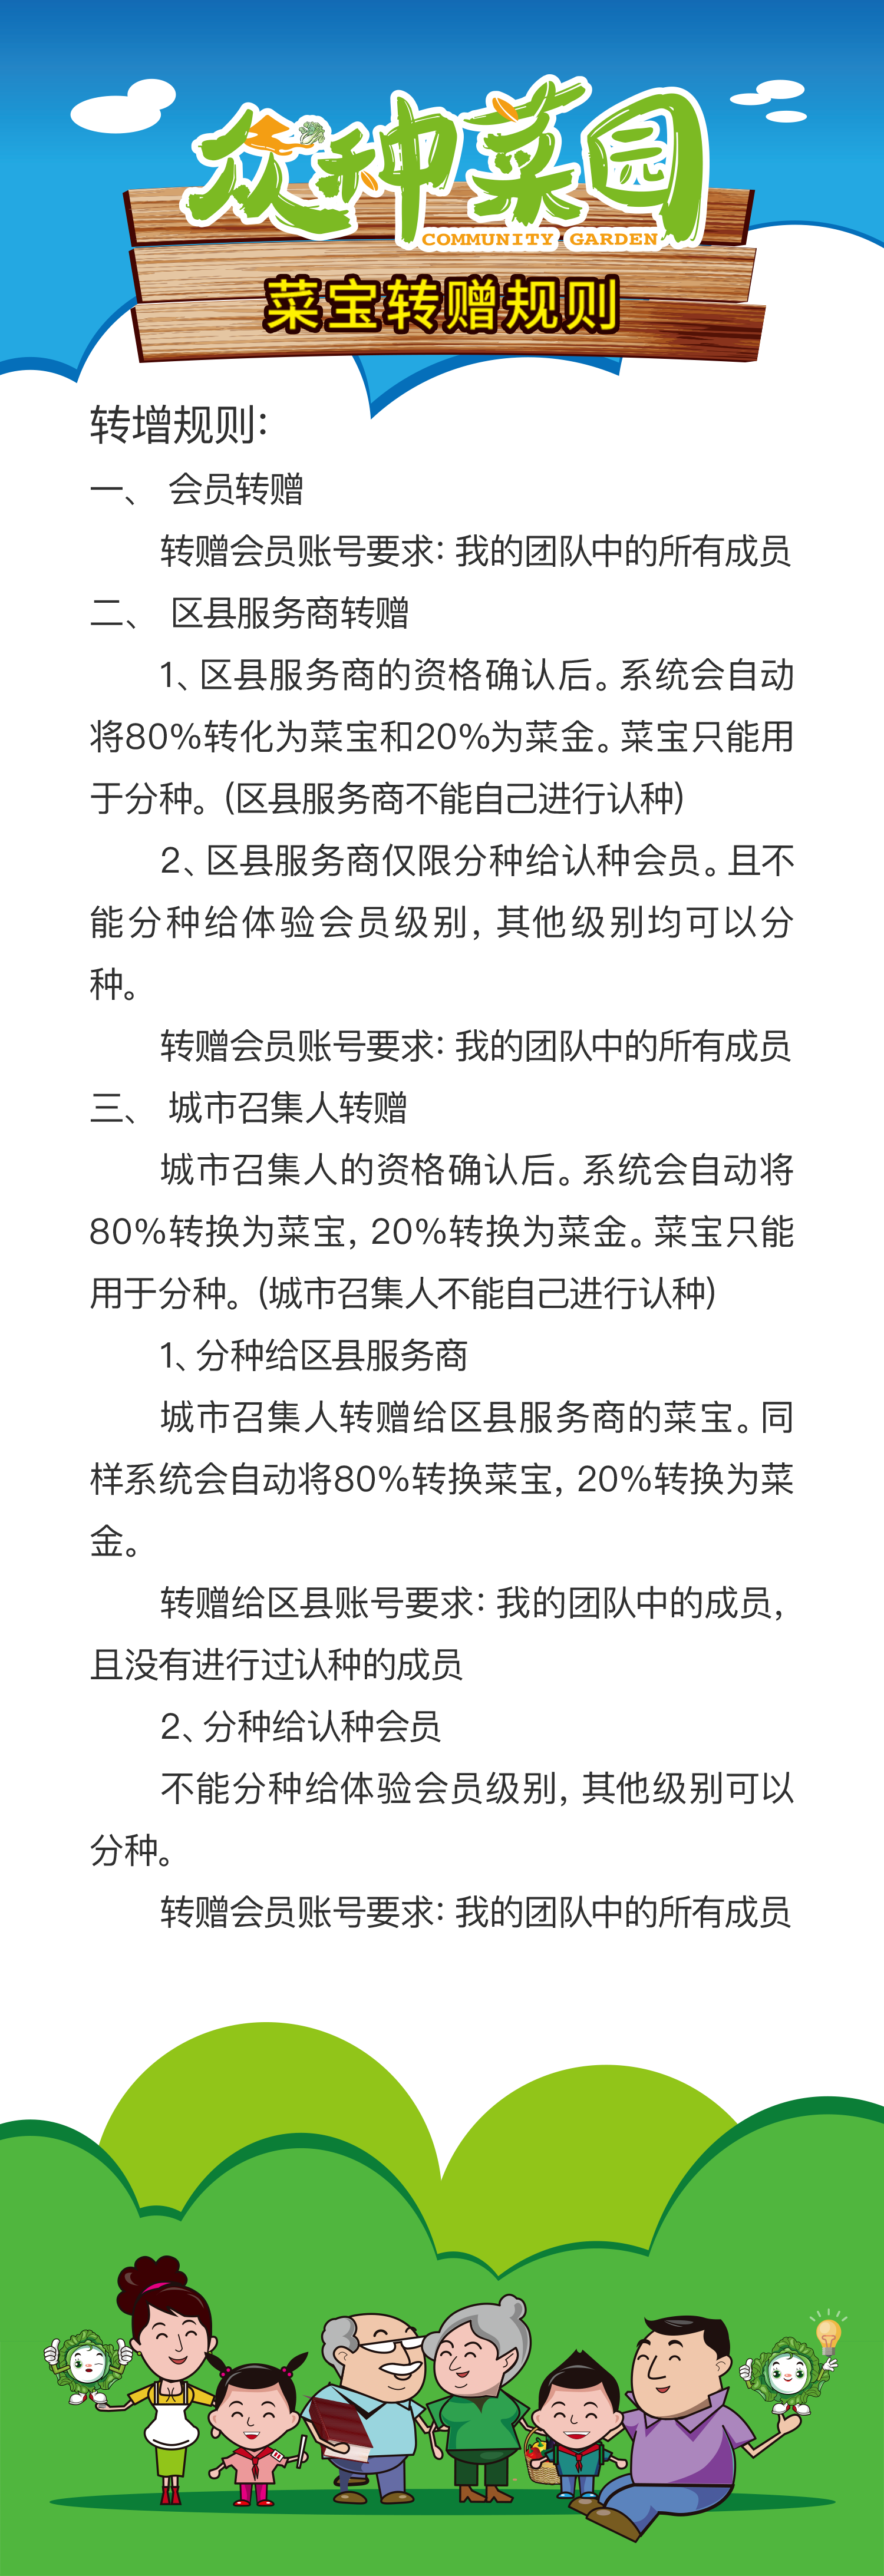 众种菜园
COMMUNITY GARDEN
菜宝转赠规则
转增规则：
一、 会员转赠
转赠会员账号要求：我的团队中的所有成员
二、 区县服务商转赠
1、区县服务商的资格确认后。系统会自动
将80%转化为菜宝和20%为菜金。菜宝只能用
于分种。(区县服务商不能自己进行认种)
2、区县服务商仅限分种给认种会员。且不
能分种给体验会员级别，其他级别均可以分
种。
转赠会员账号要求：我的团队中的所有成员
三、 城市召集人转赠
城市召集人的资格确认后。系统会自动将
80%转换为菜宝，20%转换为菜金。菜宝只能
用于分种。(城市召集人不能自己进行认种)
1、分种给区县服务商
城市召集人转赠给区县服务商的菜宝。同
样系统会自动将80%转换菜宝，20%转换为菜
金。
转赠给区县账号要求：我的团队中的成员，
且没有进行过认种的成员
2、分种给认种会员
不能分种给体验会员级别，其他级别可以
分种。
转赠会员账号要求：我的团队中的所有成员